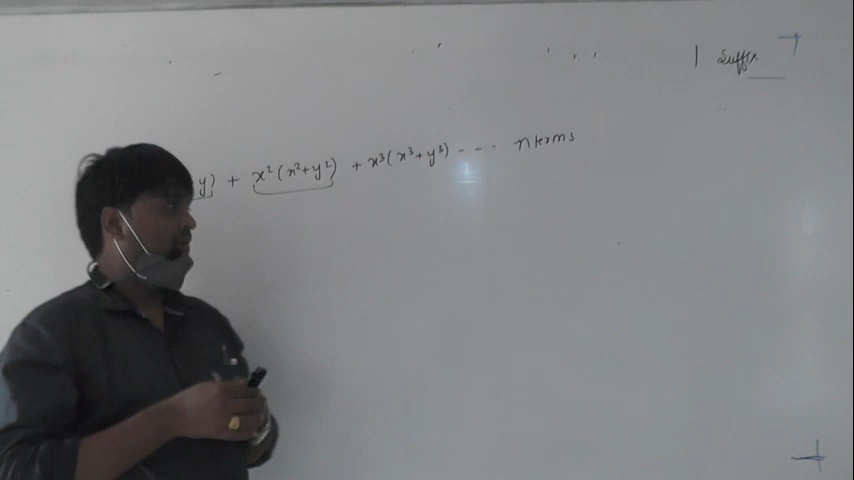 | Suffix
y) + x²(x²+y²) + x³(x³+y³) --- n terms